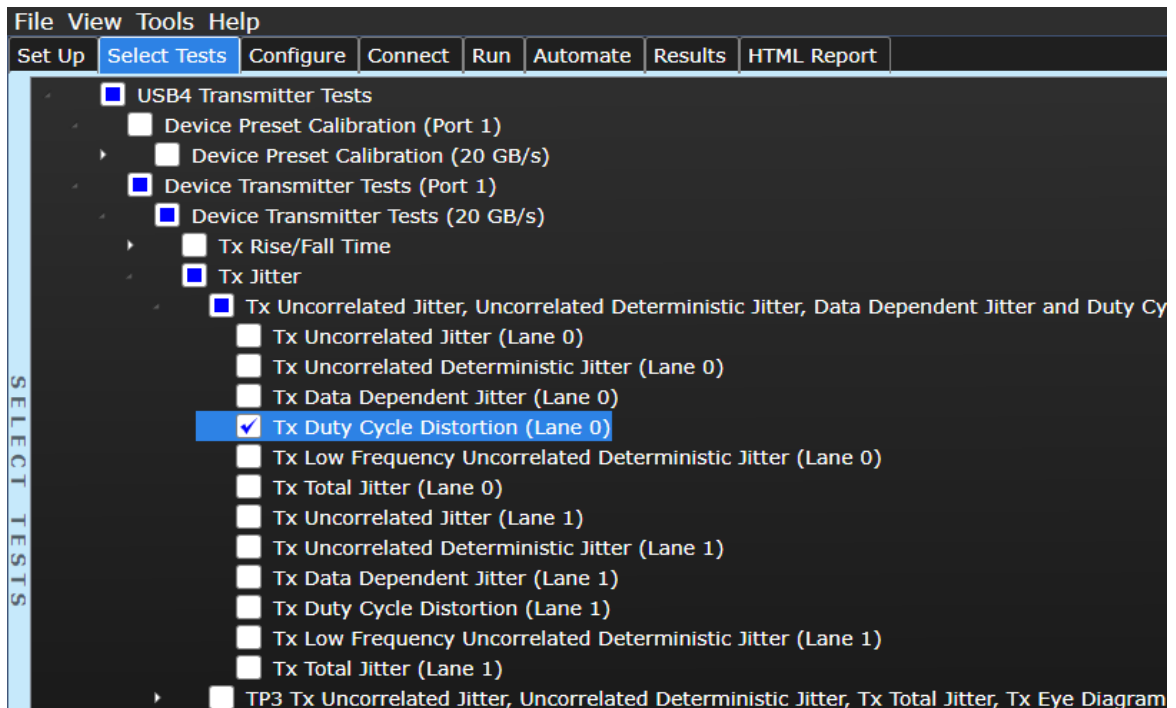 File View Tools Help
Set Up Select Tests Configure Connect Run Automate Results HTML Report
USB4 Transmitter Tests
Device Preset Calibration (Port 1)
Device Preset Calibration (20 GB/s)
Device Transmitter Tests (Port 1)
Device Transmitter Tests (20 GB/s)
Tx Rise/Fall Time
Tx Jitter
Tx Uncorrelated Jitter, Uncorrelated Deterministic Jitter, Data Dependent Jitter and Duty Cy
Tx Uncorrelated Jitter (Lane 0)
Tx Uncorrelated Deterministic Jitter (Lane 0)
Tx Data Dependent Jitter (Lane 0)
Tx Duty Cycle Distortion (Lane 0)
Tx Low Frequency Uncorrelated Deterministic Jitter (Lane 0)
Tx Total Jitter (Lane 0)
Tx Uncorrelated Jitter (Lane 1)
Tx Uncorrelated Deterministic Jitter (Lane 1)
Tx Data Dependent Jitter (Lane 1)
Tx Duty Cycle Distortion (Lane 1)
Tx Low Frequency Uncorrelated Deterministic Jitter (Lane 1)
Tx Total Jitter (Lane 1)
TP3 Tx Uncorrelated Jitter, Uncorrelated Deterministic Jitter, Tx Total Jitter, Tx Eye Diagram
SELECT TESTS